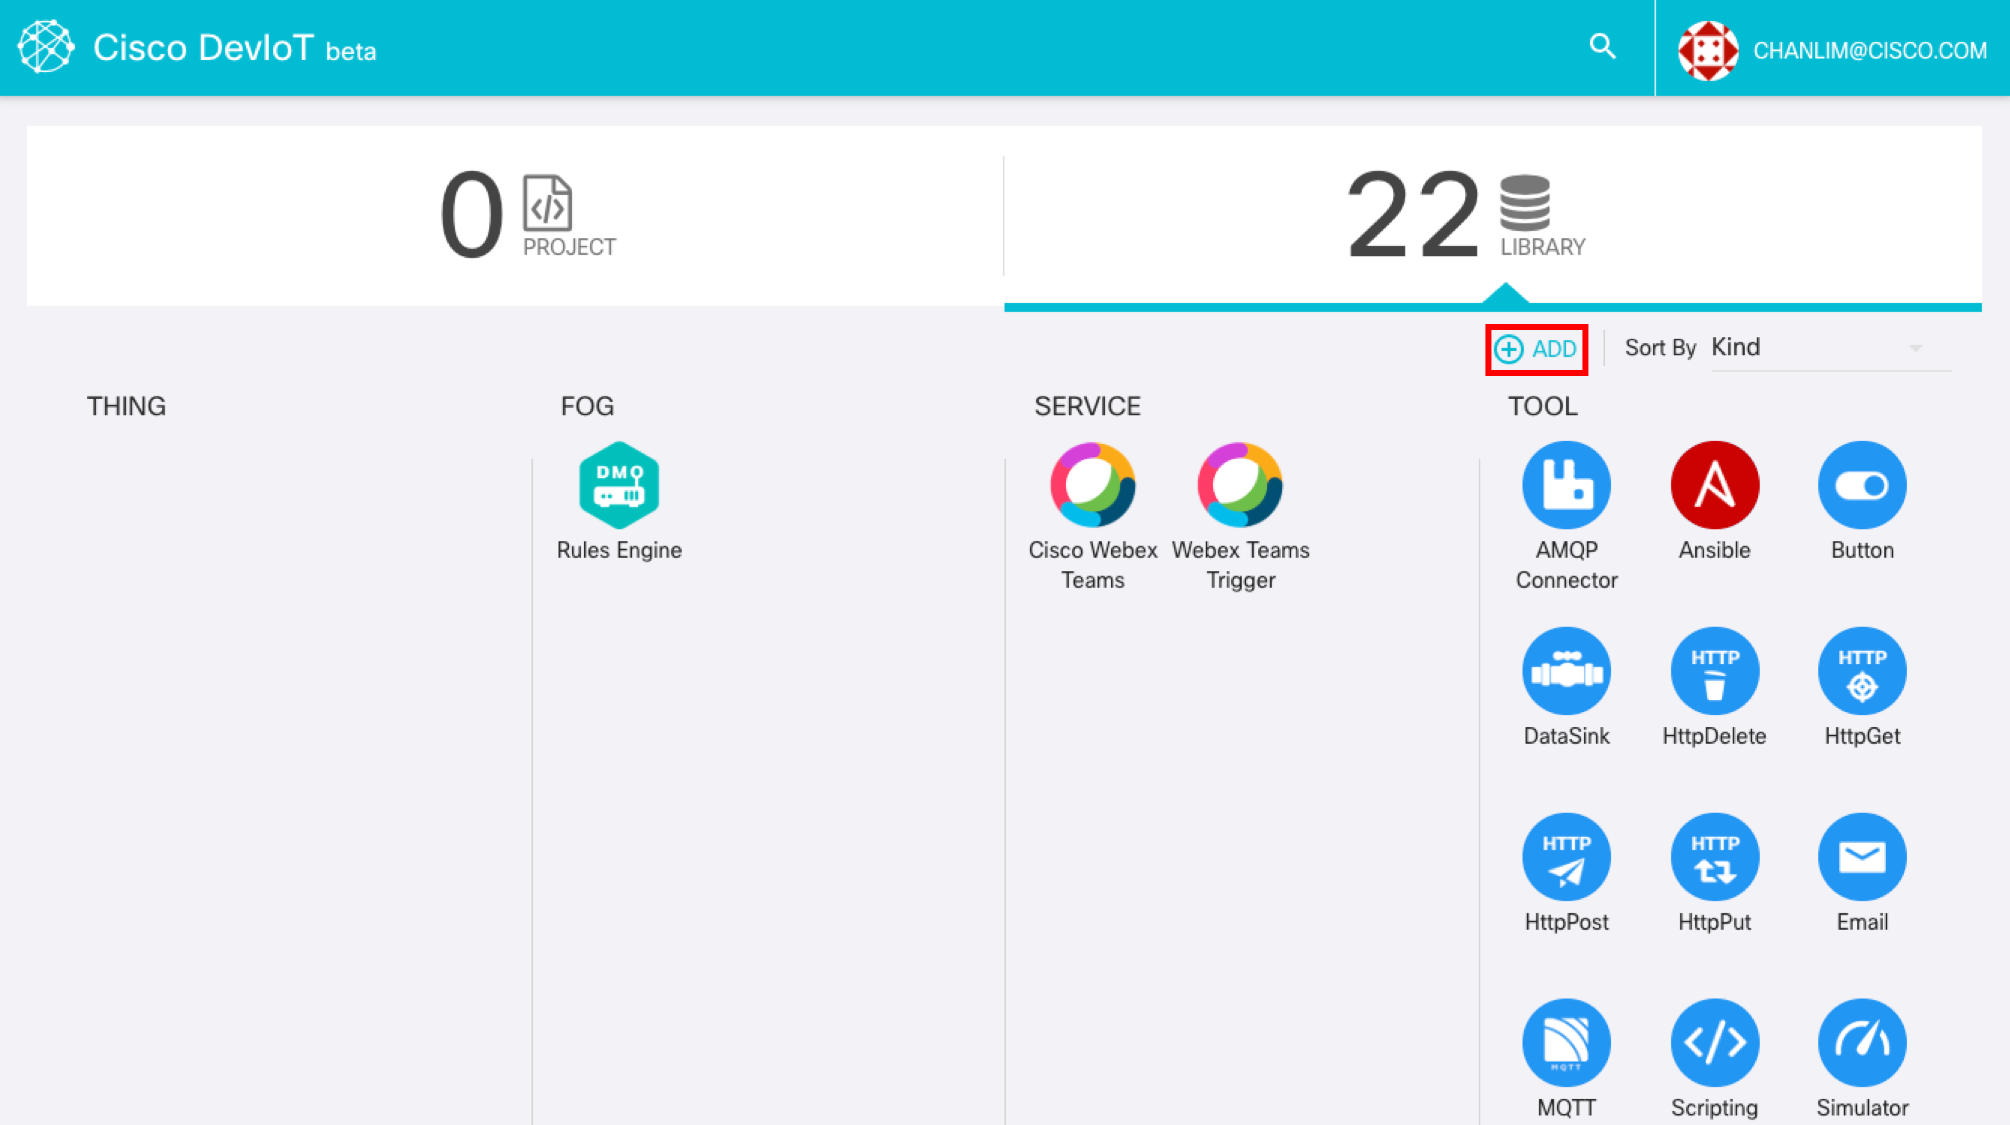 Cisco DevIoT beta
CHANLIM@CISCO.COM
0
PROJECT
22
LIBRARY
ADD
Sort By Kind
THING
FOG
SERVICE
TOOL
DMO
Rules Engine
Cisco Webex
Teams
Webex Teams
Trigger
AMQP
Connector
Ansible
Button
DataSink
HTTP
HttpDelete
HTTP
HttpGet
HTTP
HttpPost
HTTP
HttpPut
Email
MQTT
MQTT
Scripting
Simulator